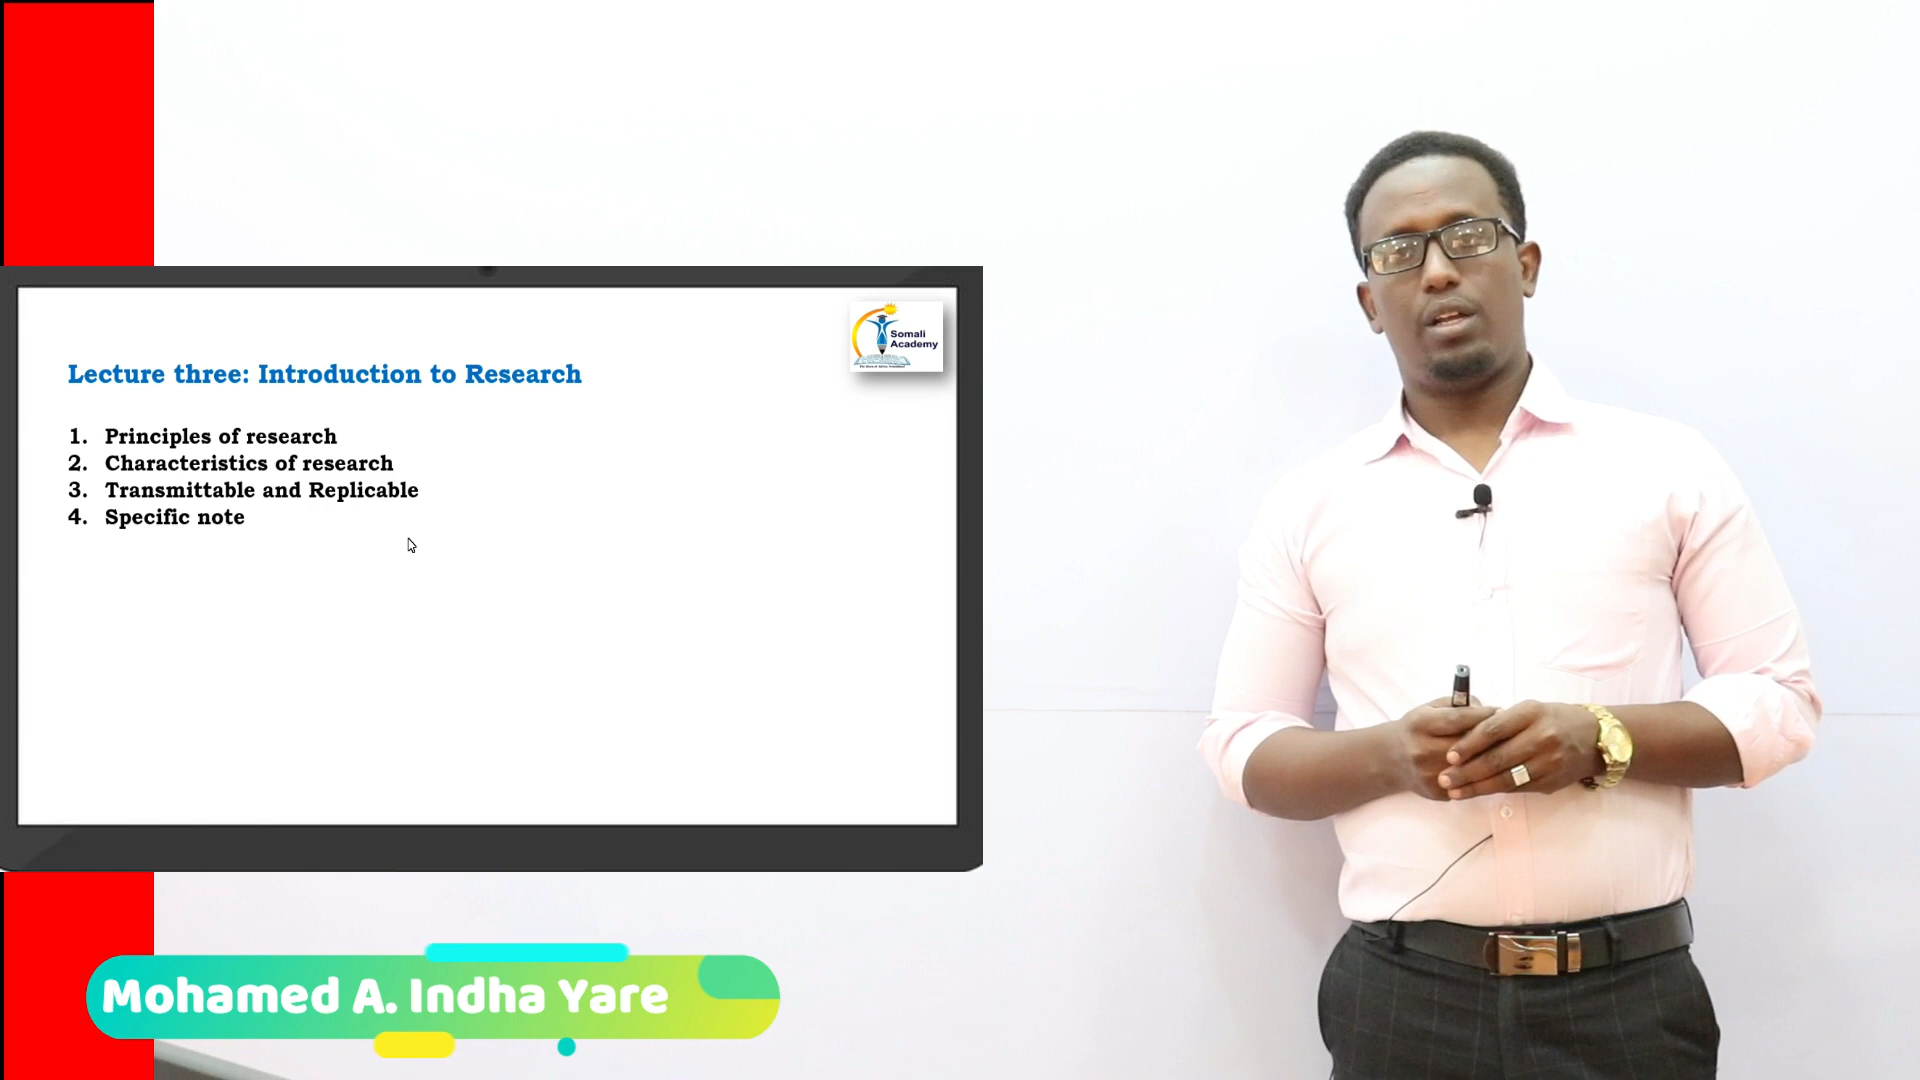 Somali
Academy
Lecture three: Introduction to Research
1. Principles of research
2. Characteristics of research
3. Transmittable and Replicable
4. Specific note
Mohamed A. Indha Yare